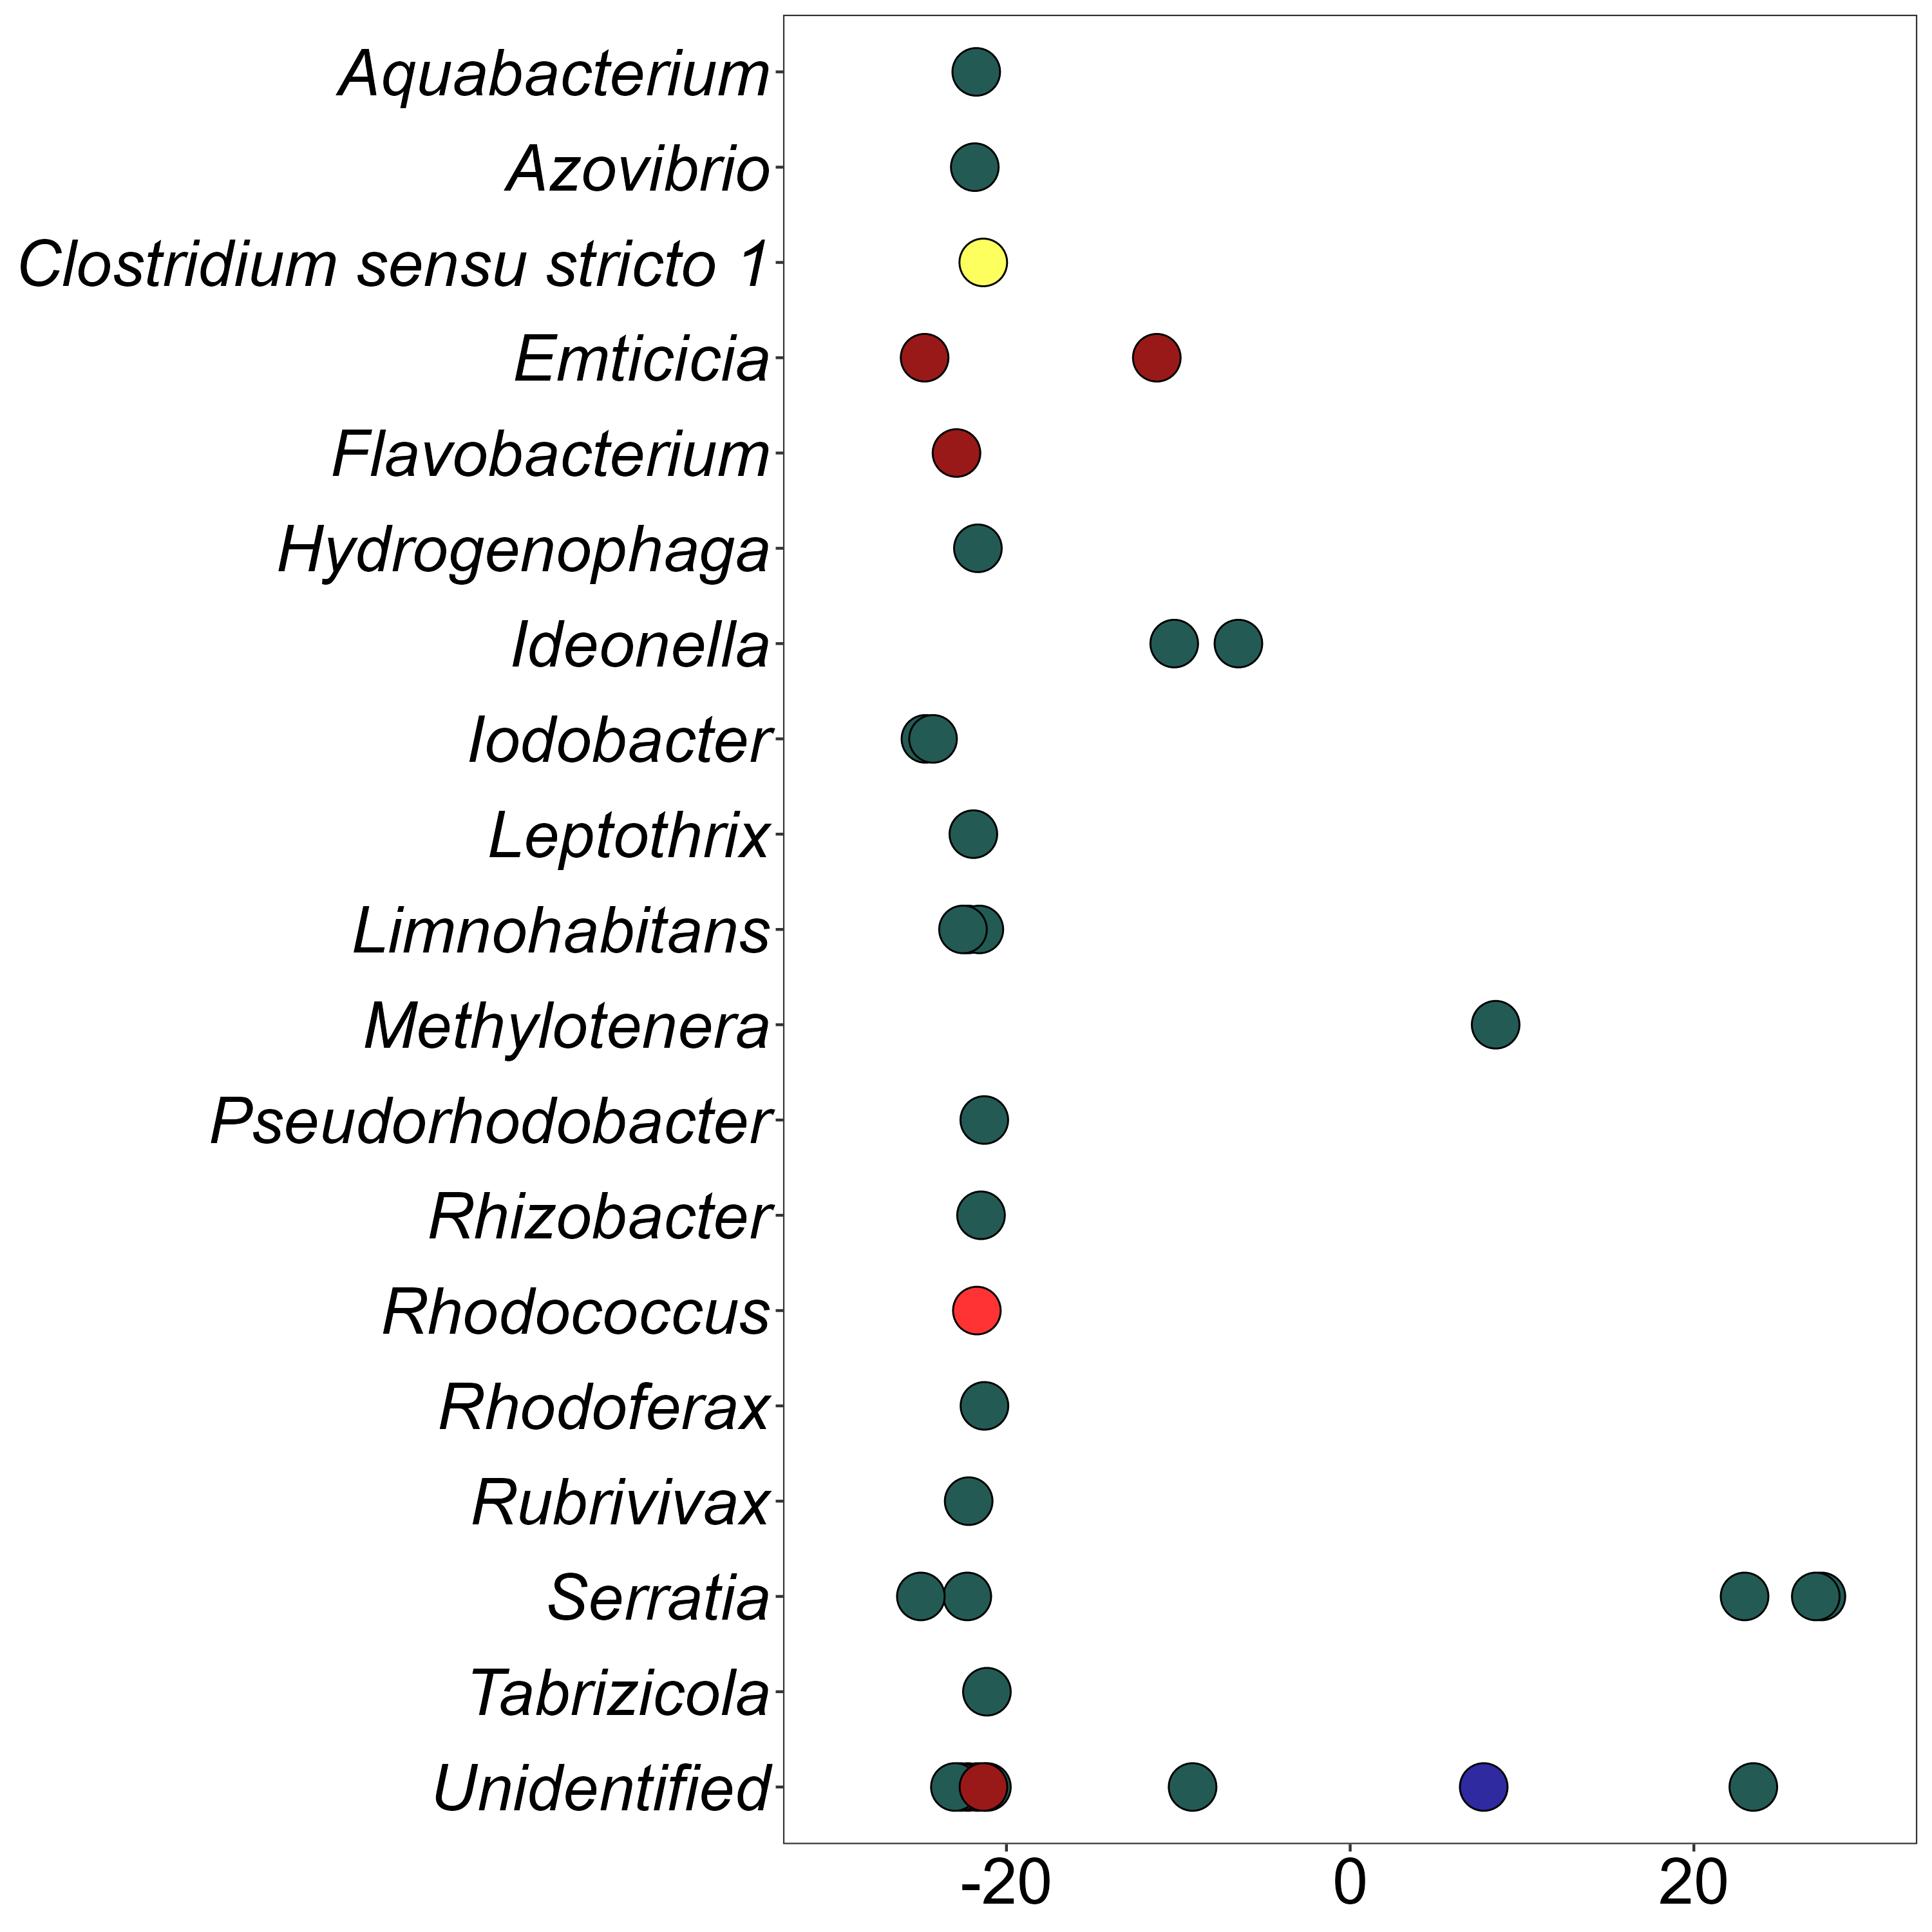 Aquabacterium
Azovibrio
Clostridium sensu stricto 1
Emticicia
Flavobacterium
Hydrogenophaga
Ideonella
Iodobacter
Leptothrix
Limnohabitans
Methylotenera
Pseudorhodobacter
Rhizobacter
Rhodococcus
Rhodoferax
Rubrivivax
Serratia
Tabrizicola
Unidentified
-20 0 20